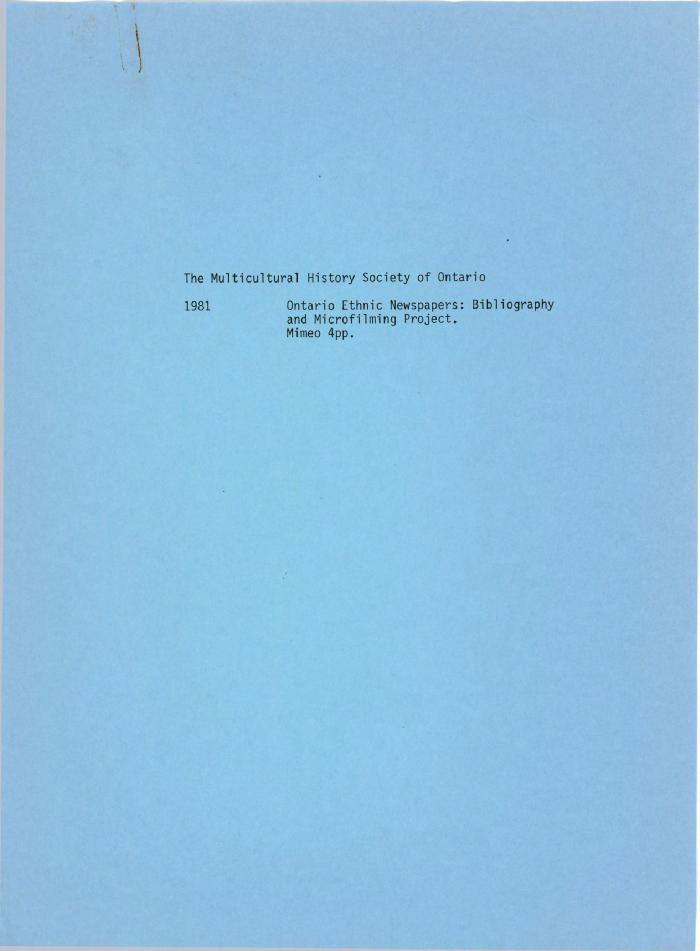 The Multicultural History Society of Ontario
1981 Ontario Ethnic Newspapers: Bibliography
and Microfilming Project.
Mimeo 4pp.